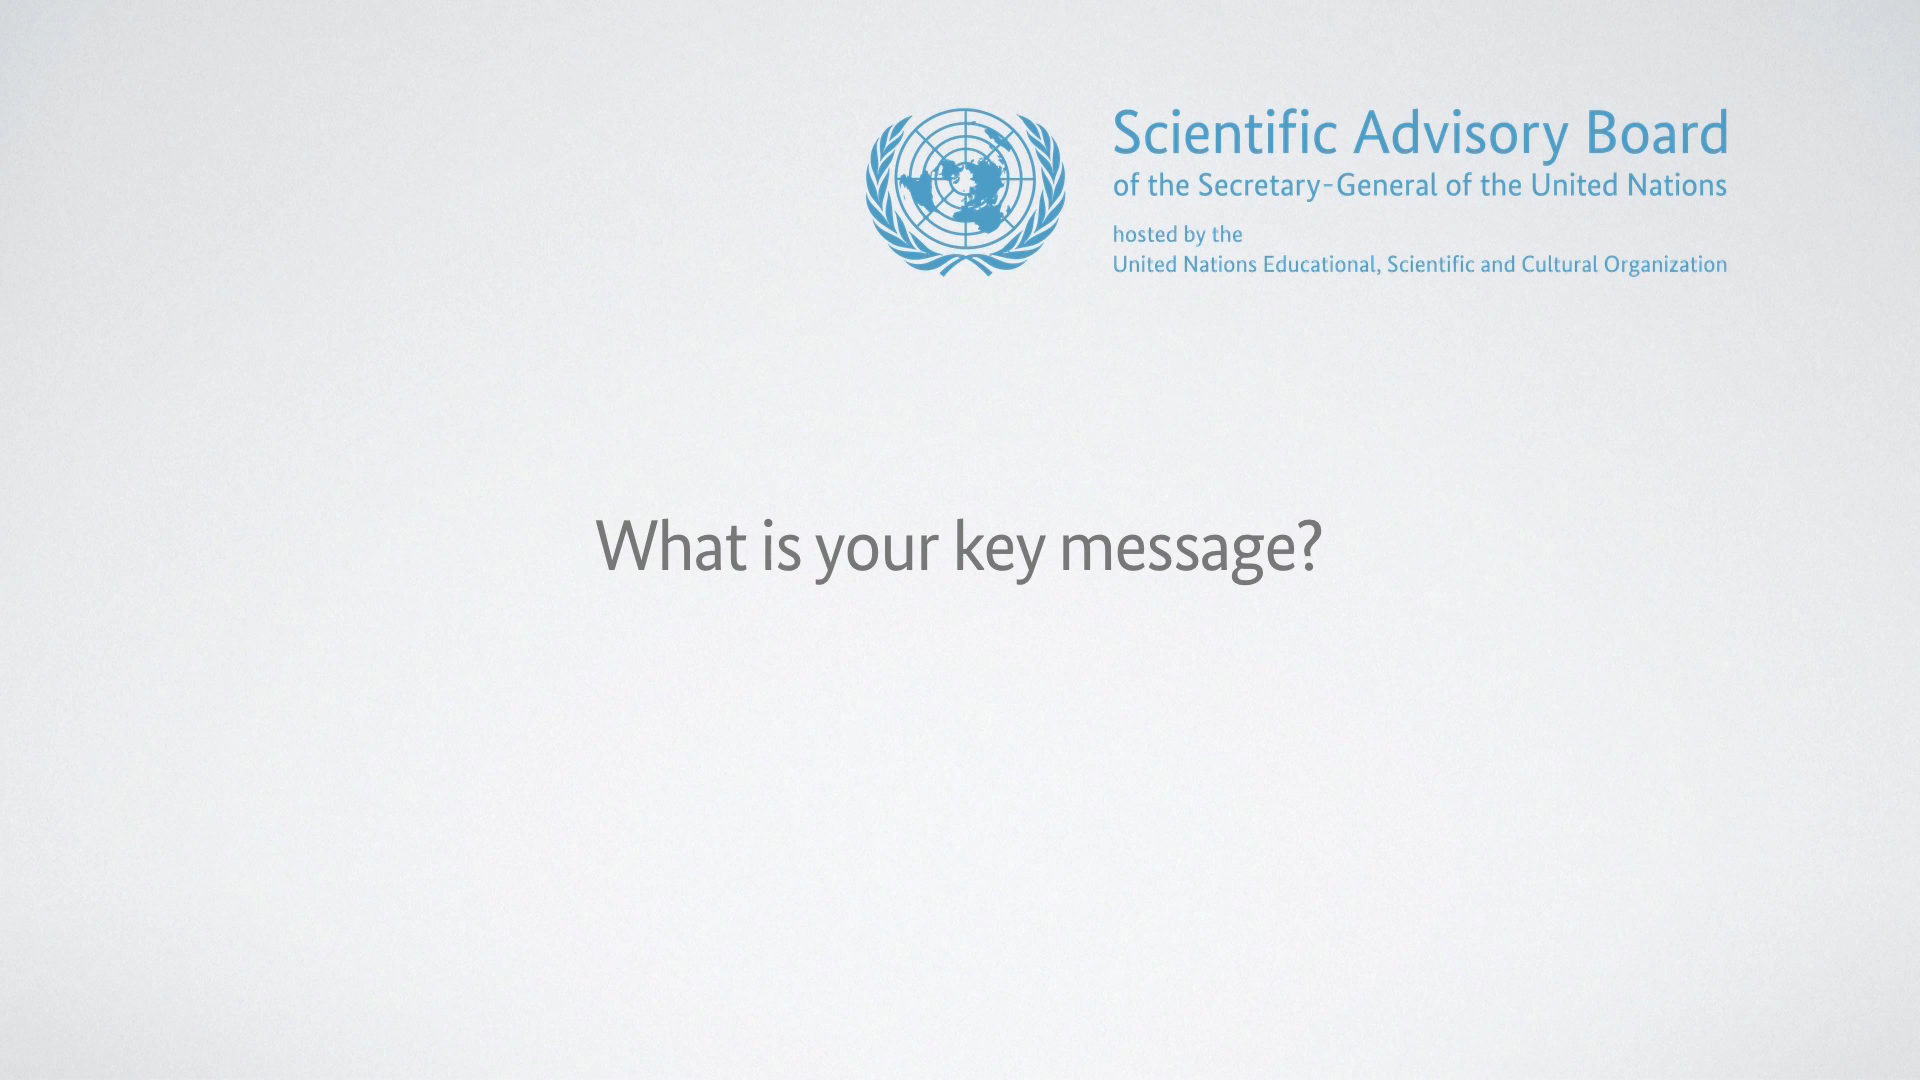 Scientific Advisory Board
of the Secretary-General of the United Nations
hosted by the
United Nations Educational, Scientific and Cultural Organization
What is your key message?